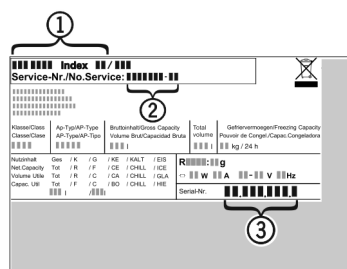 1
Index /
Service-Nr./No.Service: -
2
Klasse/Class Ap-Typ/AP-Type Bruttoinhalt/Gross Capacity Total Gefriervermoegen/Freezing Capacity
Classe/Clase AP-Type/AP-Tipo Volume Brut/Capacidad Bruta volume Pouvoir de Congel./Capac.Congeladora
l l kg / 24 h
Nutzinhalt Ges / K / G / KE / KALT / EIS
Net.Capacity Tot / R / F / CE / CHILL / ICE
Volume Utile Tot / R / C / CA / CHILL / GLA
Capac. Util Tot / F / C / BO / CHILL / HIE
l / l
R : g
W A - V Hz
Serial-Nr. . . .
3